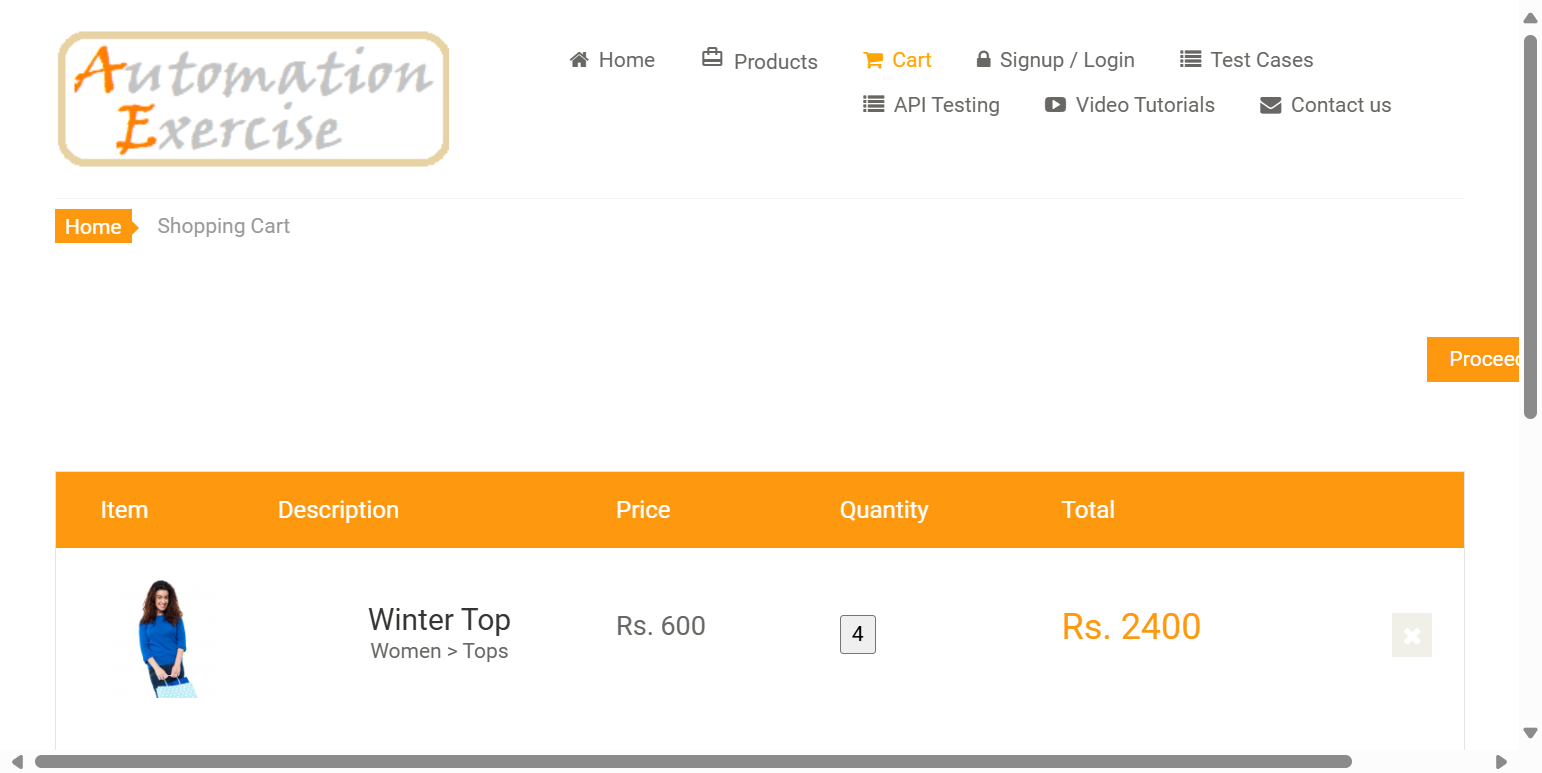 Automation
Exercise
Home
Products
Cart
Signup / Login
Test Cases
API Testing
Video Tutorials
Contact us
Home
Shopping Cart
Proceed
Item
Description
Price
Quantity
Total
Winter Top
Women > Tops
Rs. 600
4
Rs. 2400